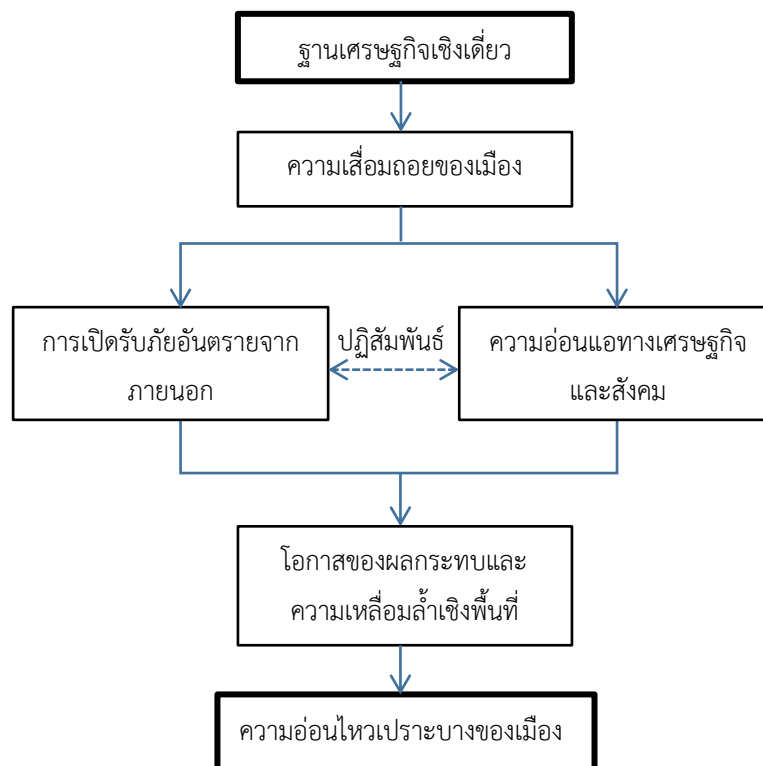 ฐานเศรษฐกิจเชิงเดี่ยว
ความเสื่อมถอยของเมือง
การเปิดรับภัยอันตรายจาก
ภายนอก
ปฏิสัมพันธ์
ความอ่อนแอทางเศรษฐกิจ
และสังคม
โอกาสของผลกระทบและ
ความเหลื่อมล้ำเชิงพื้นที่
ความอ่อนไหวเปราะบางของเมือง